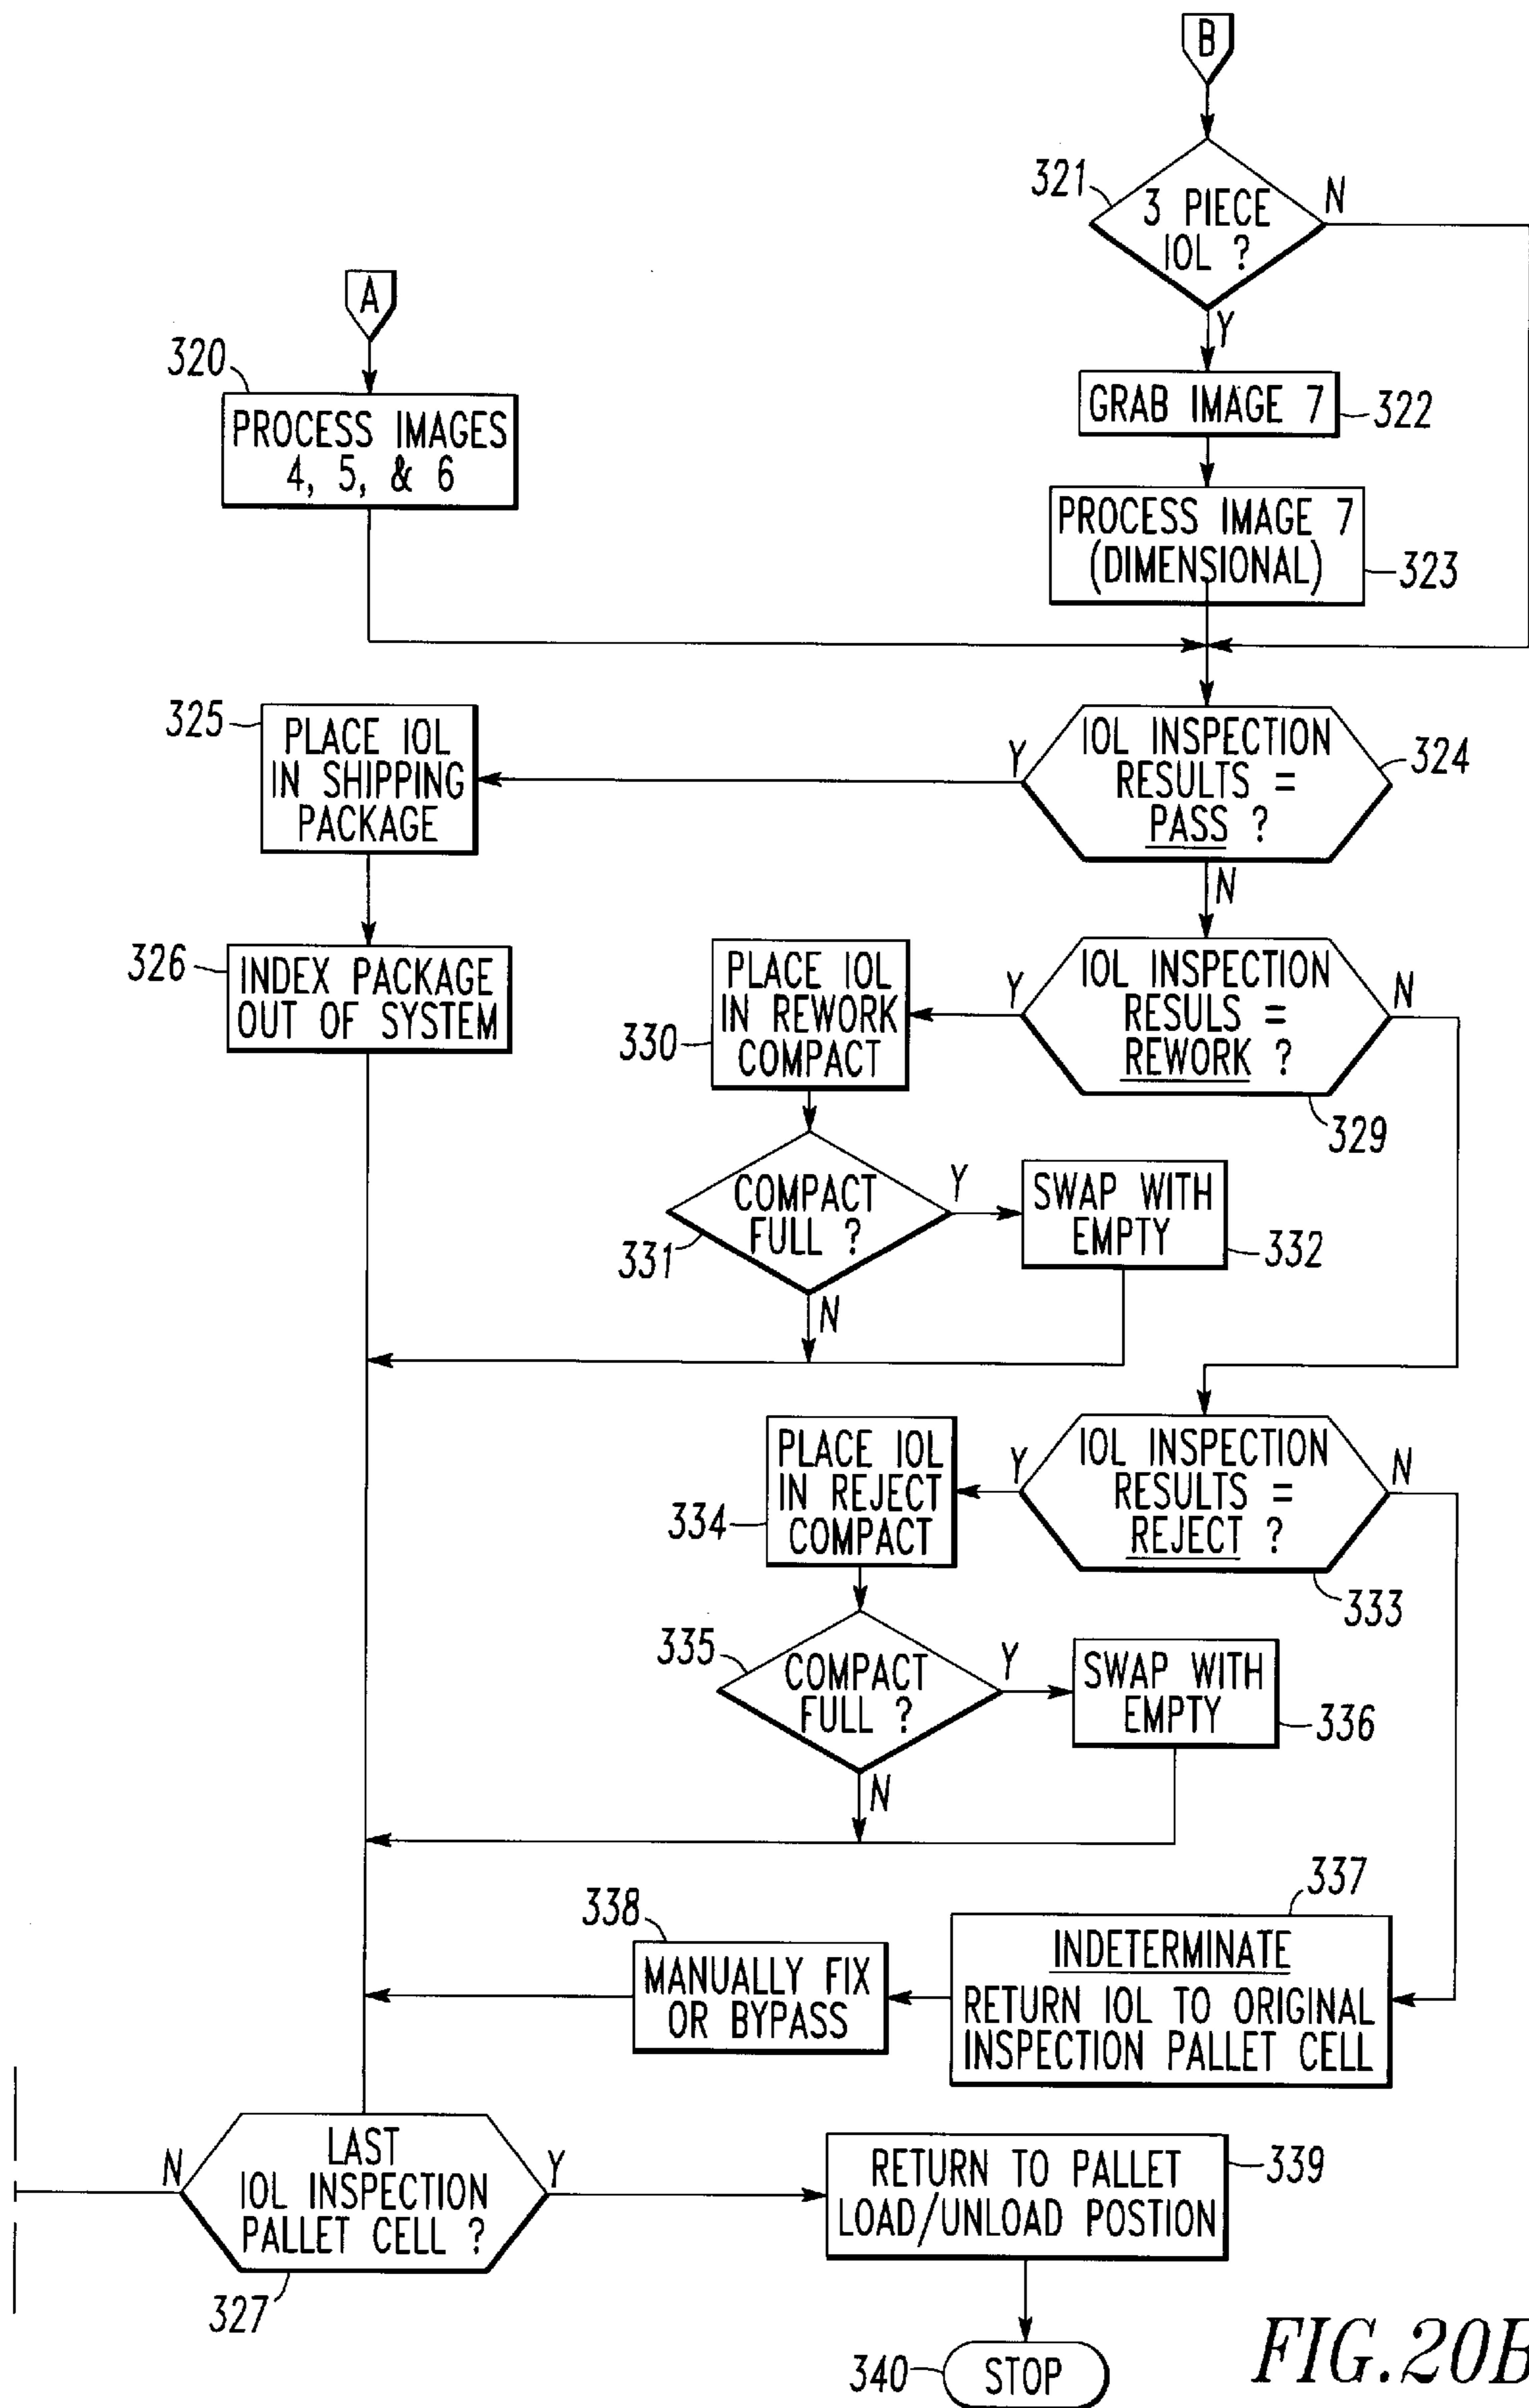 B
321
3 PIECE
IOL ?
N
Y
A
320
PROCESS IMAGES
4, 5, & 6
GRAB IMAGE 7
322
PROCESS IMAGE 7
(DIMENSIONAL)
323
325
PLACE IOL
IN SHIPPING
PACKAGE
Y
IOL INSPECTION
RESULTS =
PASS ?
324
N
326
INDEX PACKAGE
OUT OF SYSTEM
330
PLACE IOL
IN REWORK
COMPACT
Y
IOL INSPECTION
RESULS =
REWORK ?
N
329
331
COMPACT
FULL ?
Y
SWAP WITH
EMPTY
332
N
334
PLACE IOL
IN REJECT
COMPACT
Y
IOL INSPECTION
RESULTS =
REJECT ?
N
333
335
COMPACT
FULL ?
Y
SWAP WITH
EMPTY
336
N
337
338
MANUALLY FIX
OR BYPASS
INDETERMINATE
RETURN IOL TO ORIGINAL
INSPECTION PALLET CELL
N
LAST
IOL INSPECTION
PALLET CELL ?
Y
327
RETURN TO PALLET
LOAD/UNLOAD POSTION
339
340
STOP
FIG.20B